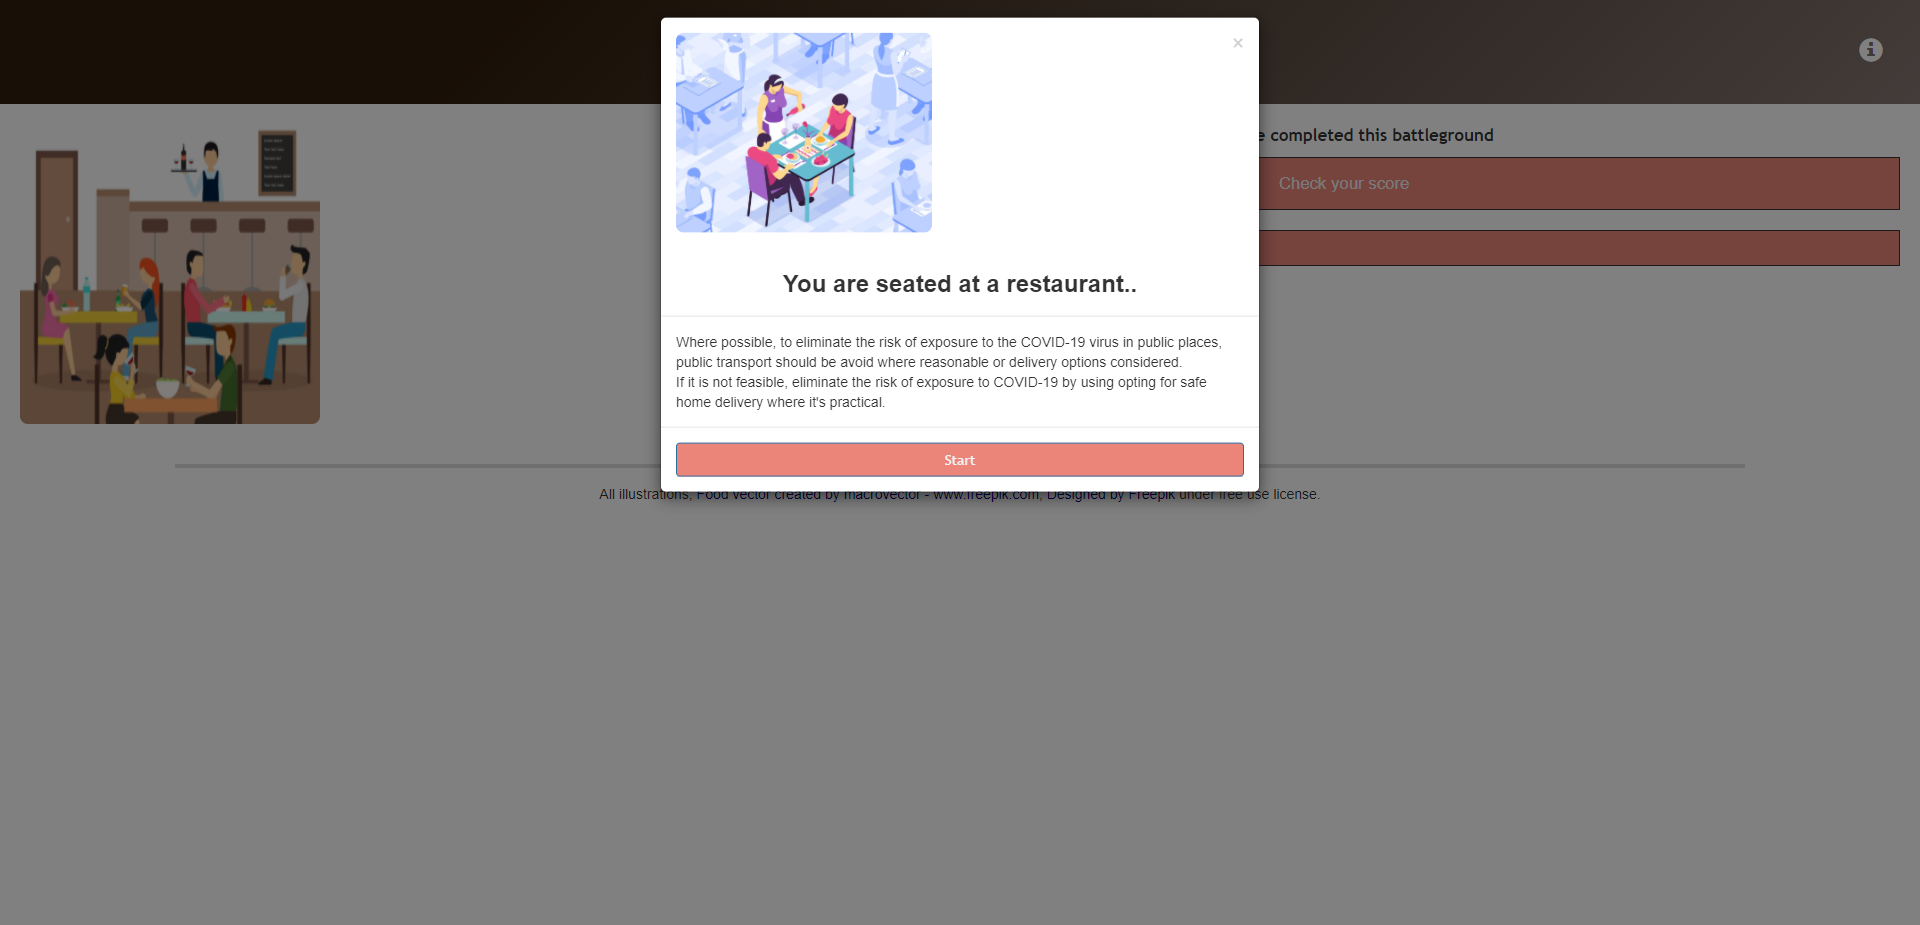 ×
e completed this battleground
Check your score
You are seated at a restaurant..
Where possible, to eliminate the risk of exposure to the COVID-19 virus in public places,
public transport should be avoid where reasonable or delivery options considered.
If it is not feasible, eliminate the risk of exposure to COVID-19 by using opting for safe
home delivery where it's practical.
Start
All illustrations, Food vector created by macrovector - www.freepik.com, Designed by Freepik under free use license.